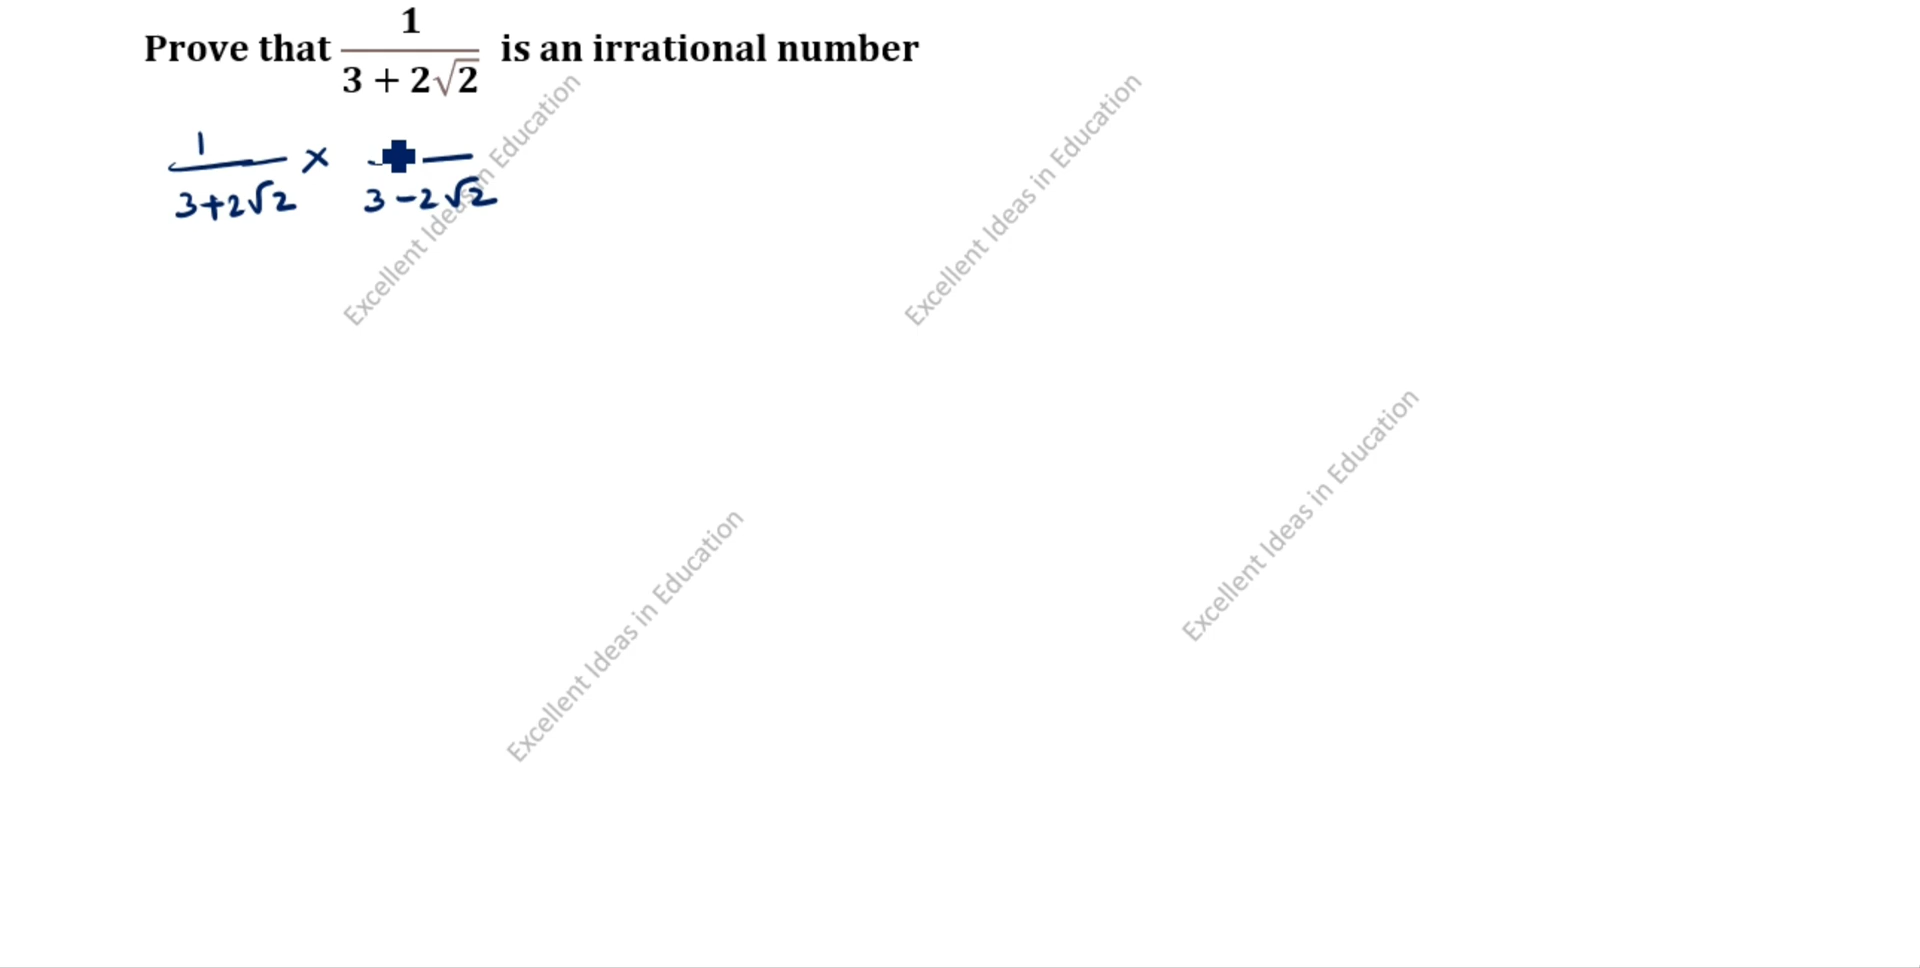 Prove that 1/(3 + 2√2) is an irrational number
1/(3+2√2) × /(3-2√2)
Excellent Ideas in Education
Excellent Ideas in Education
Excellent Ideas in Education
Excellent Ideas in Education